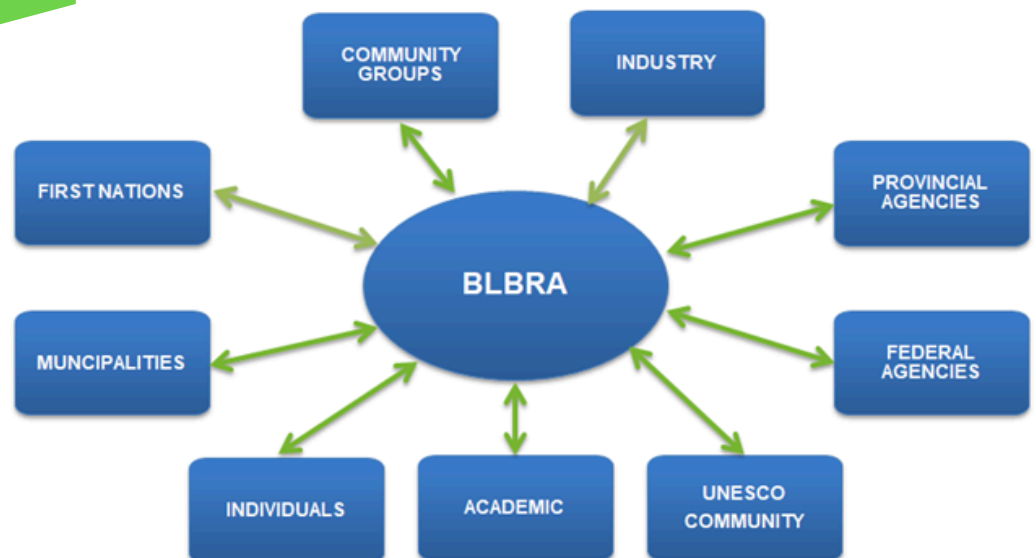 COMMUNITY
GROUPS
INDUSTRY
FIRST NATIONS
PROVINCIAL
AGENCIES
BLBRA
MUNCIPALITIES
FEDERAL
AGENCIES
INDIVIDUALS
ACADEMIC
UNESCO
COMMUNITY